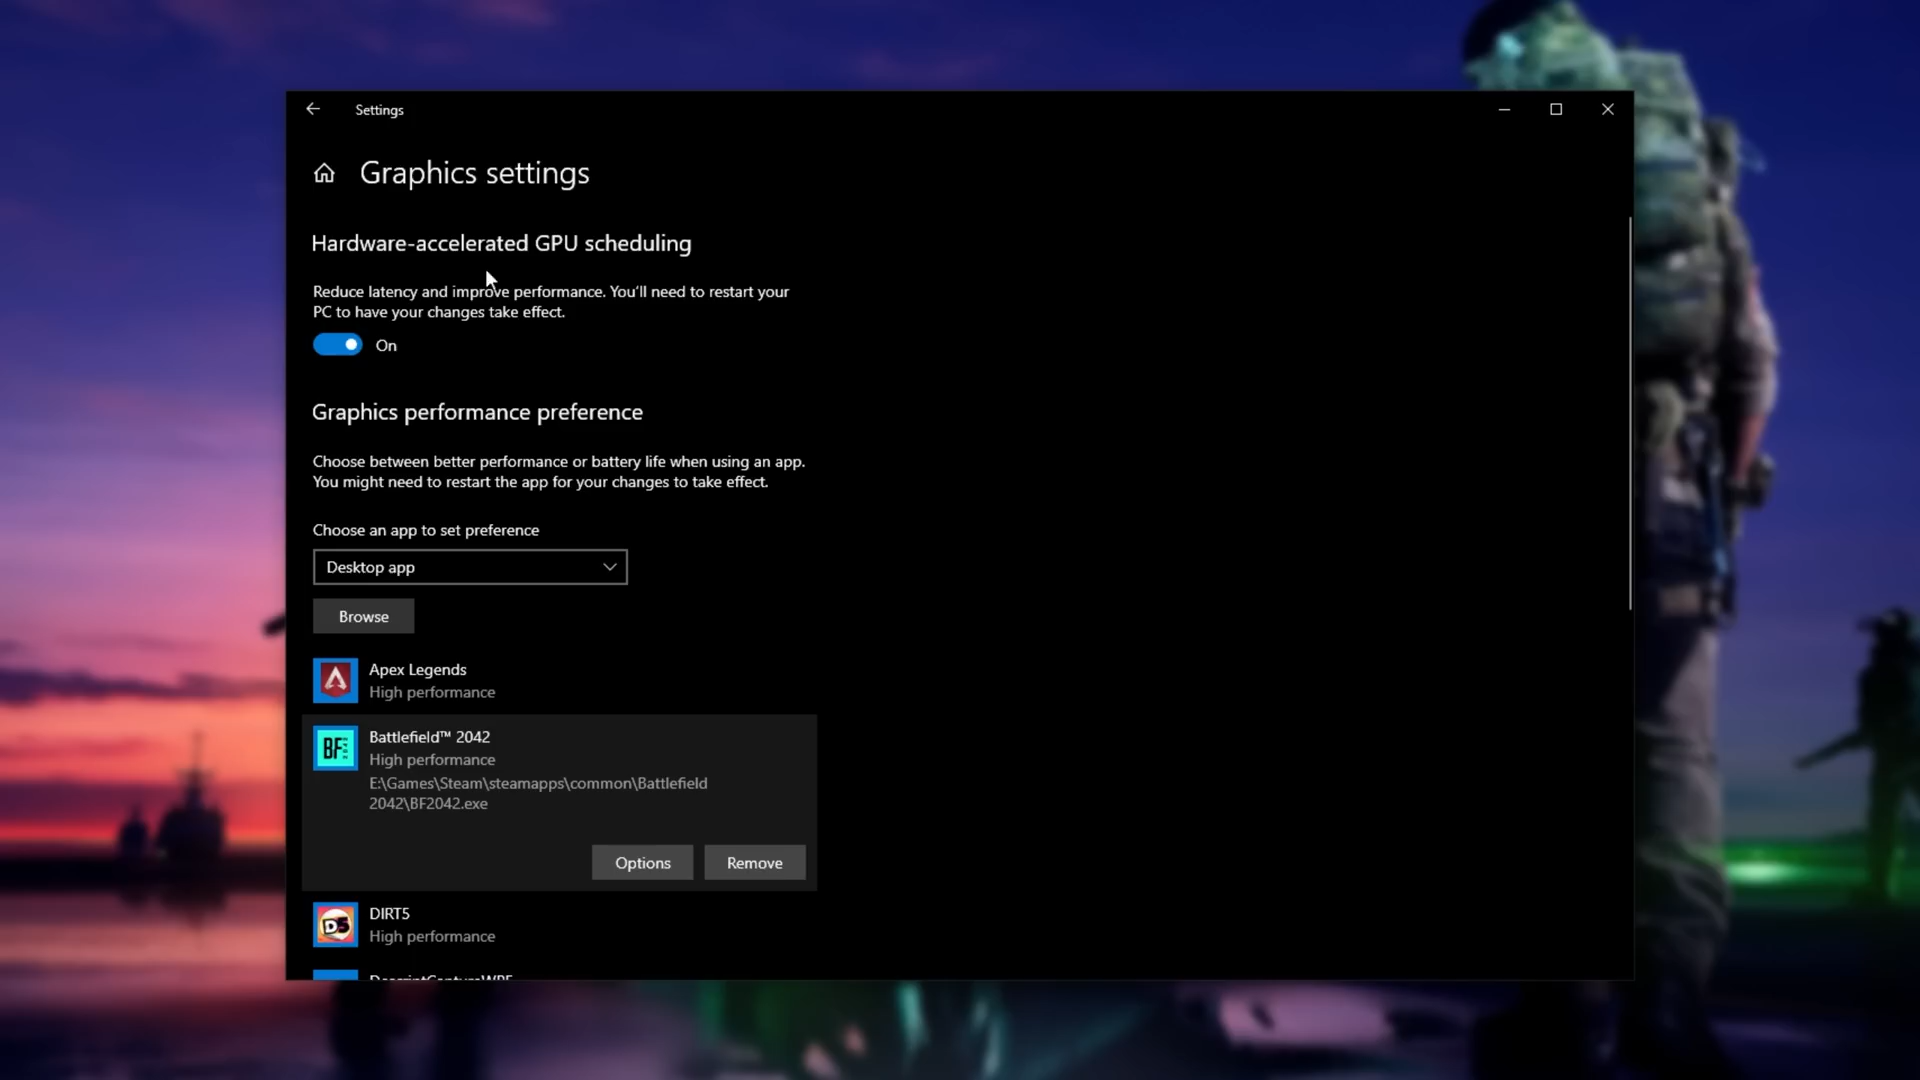 Settings
Graphics settings
Hardware-accelerated GPU scheduling
Reduce latency and improve performance. You'll need to restart your
PC to have your changes take effect.
On
Graphics performance preference
Choose between better performance or battery life when using an app.
You might need to restart the app for your changes to take effect.
Choose an app to set preference
Desktop app
Browse
Apex Legends
High performance
BF
Battlefield™ 2042
High performance
E:\Games\Steam\steamapps\common\Battlefield
2042\BF2042.exe
Options
Remove
D5
DIRT5
High performance